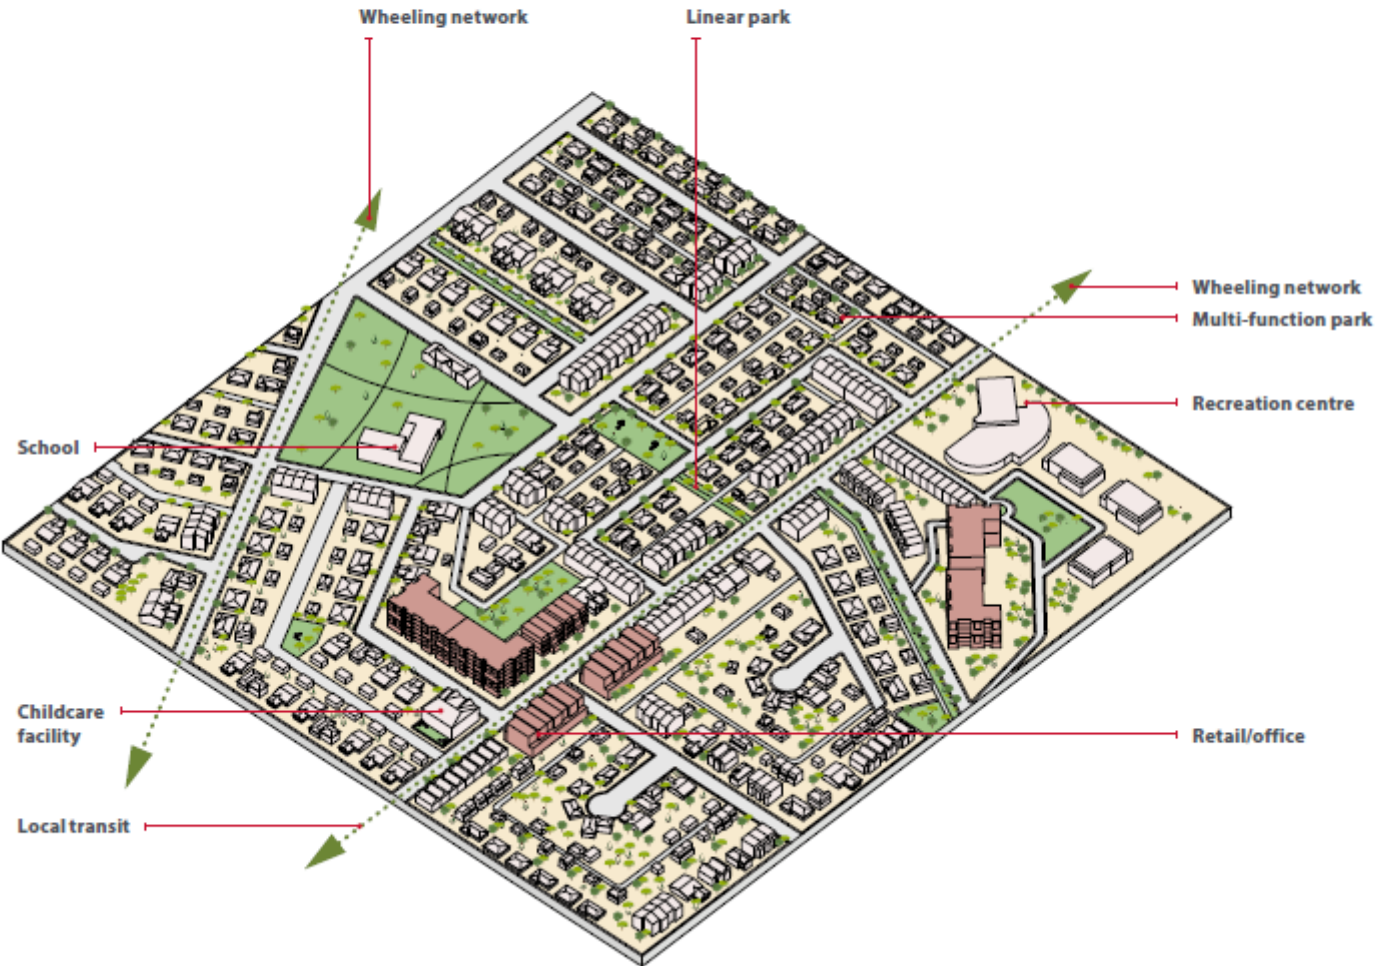 Wheeling network
Linear park
Wheeling network
Multi-function park
Recreation centre
School
Childcare
facility
Retail/office
Local transit